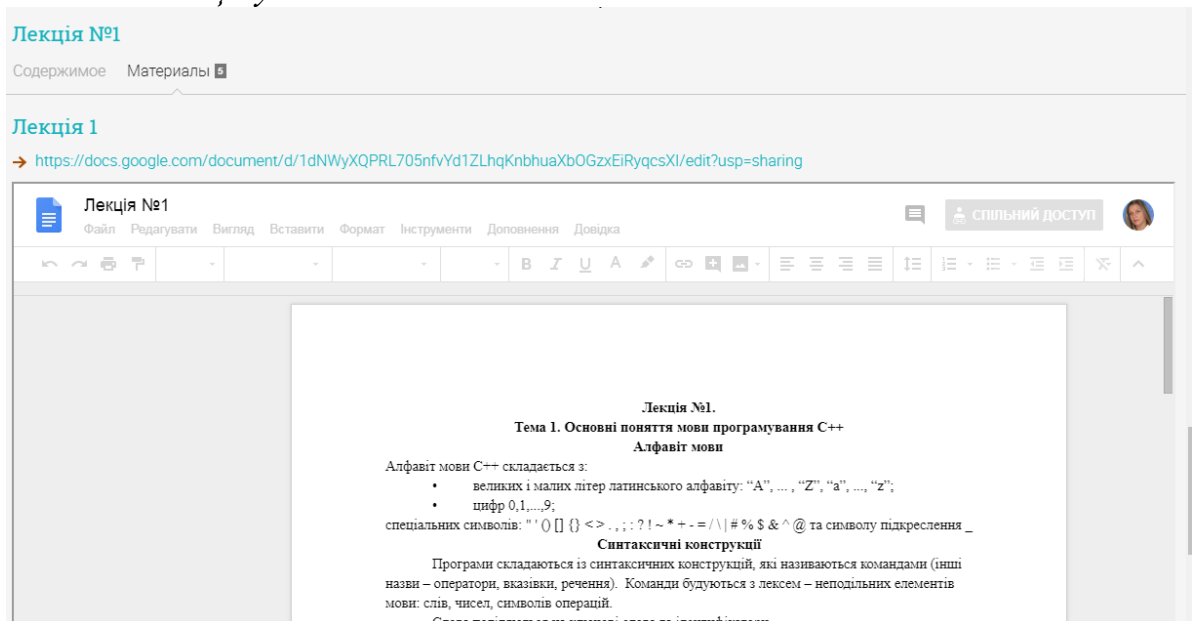 Лекція №1
Содержимое Материалы 5
Лекція 1
→ https://docs.google.com/document/d/1dNWyXQPRL705nfvYd1ZLhqKnbhuaXbOGzxEiRyqcsXI/edit?usp=sharing
Лекція №1
СПІЛЬНИЙ ДОСТУП
Файл Редагувати Вигляд Вставити Формат Інструменти Доповнення Довідка
B I U A
Лекція №1.
Тема 1. Основні поняття мови програмування C++
Алфавіт мови
Алфавіт мови C++ складається з:
• великих і малих літер латинського алфавіту: “A”, ... , “Z”, “a”, ..., “z”;
• цифр 0,1,...,9;
спеціальних символів: " ' () [] {} < > . , ; : ? ! ~ * + - = / \ | # % $ & ^ @ та символу підкреслення _
Синтаксичні конструкції
Програми складаються із синтаксичних конструкцій, які називаються командами (інші
назви – оператори, вказівки, речення). Команди будуються з лексем – неподільних елементів
мови: слів, чисел, символів операцій.